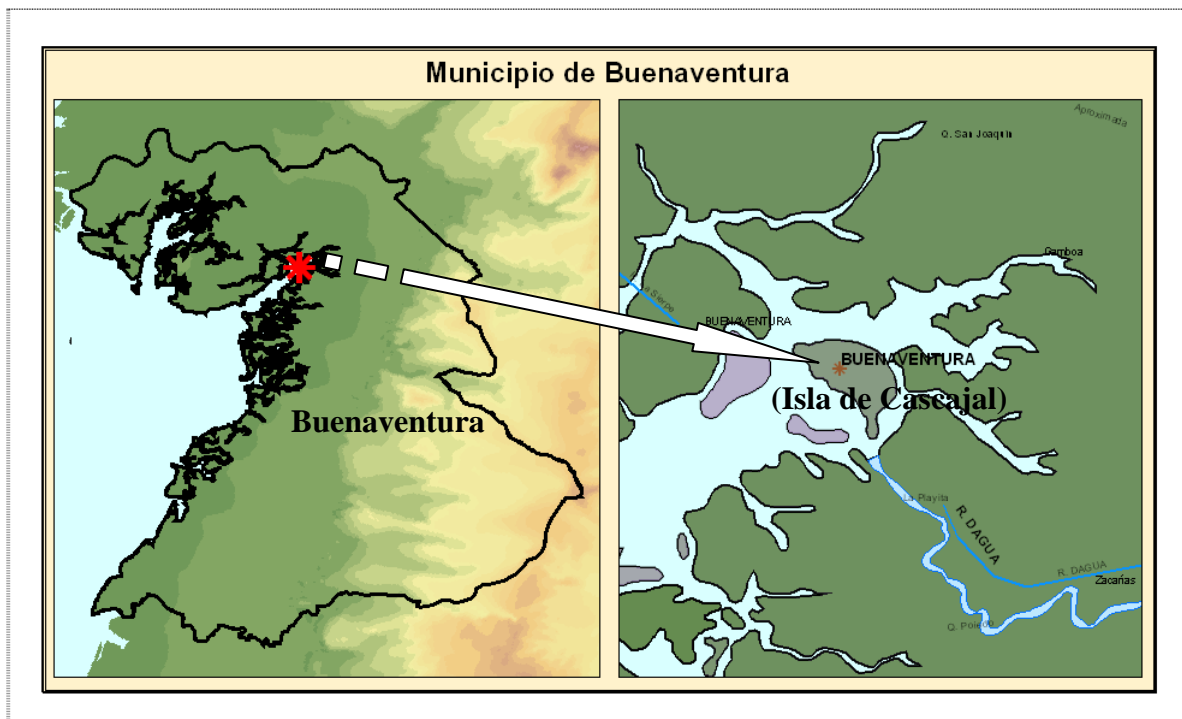 Municipio de Buenaventura
Buenaventura
Aproximada
Q. San Joaquín
Gamboa
La Sierpe
BUENAVENTURA
BUENAVENTURA
(Isla de Cascajal)
La Playita
R. DAGUA
R. DAGUA
Zacarías